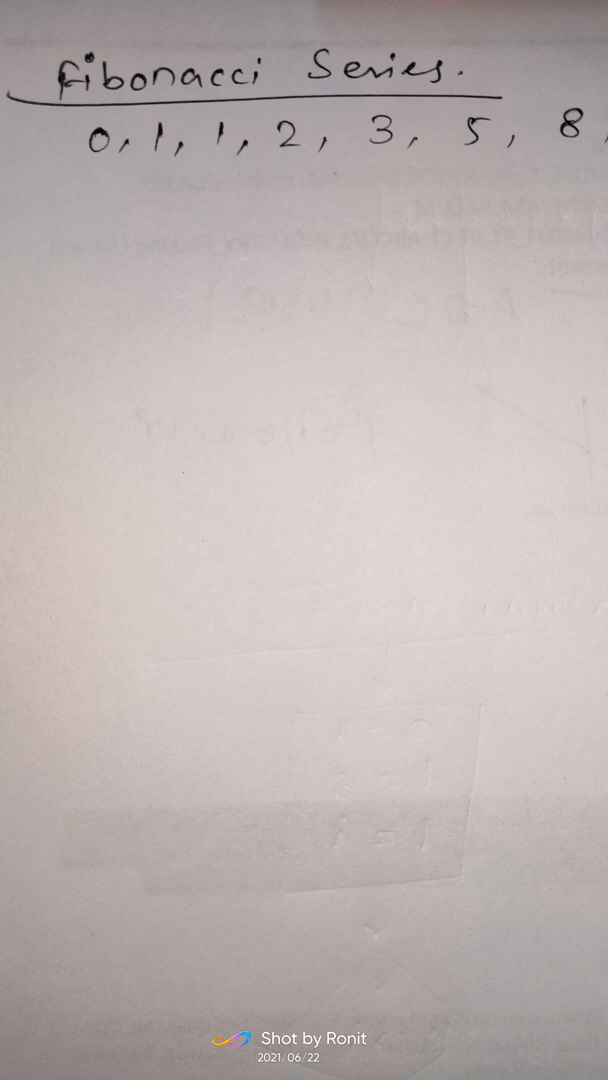 Fibonacci Series.
0, 1, 1, 2, 3, 5, 8,
Shot by Ronit
2021/06/22